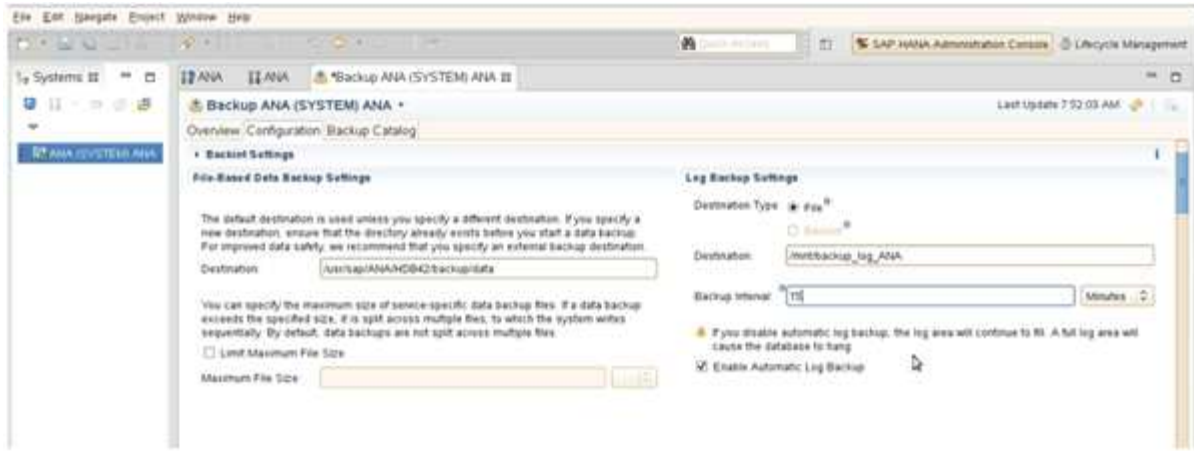 File Edit Navigate Project Window Help
Quick Access
SAP HANA Administration Console
Lifecycle Management
Systems
ANA
ANA
*Backup ANA (SYSTEM) ANA
Backup ANA (SYSTEM) ANA
Last Update 7:52:03 AM
Overview Configuration Backup Catalog
ANA (SYSTEM) ANA
Backint Settings
File-Based Data Backup Settings
The default destination is used unless you specify a different destination. If you specify a
new destination, ensure that the directory already exists before you start a data backup.
For improved data safety, we recommend that you specify an external backup destination.
Destination: /usr/sap/ANA/HDB42/backup/data
You can specify the maximum size of service-specific data backup files. If a data backup
exceeds the specified size, it is split across multiple files, to which the system writes
sequentially. By default, data backups are not split across multiple files.
Limit Maximum File Size
Maximum File Size:
Log Backup Settings
Destination Type: File
Backint
Destination: /mnt/backup_log_ANA
Backup Interval: 15 Minutes
If you disable automatic log backup, the log area will continue to fill. A full log area will
cause the database to hang
Enable Automatic Log Backup